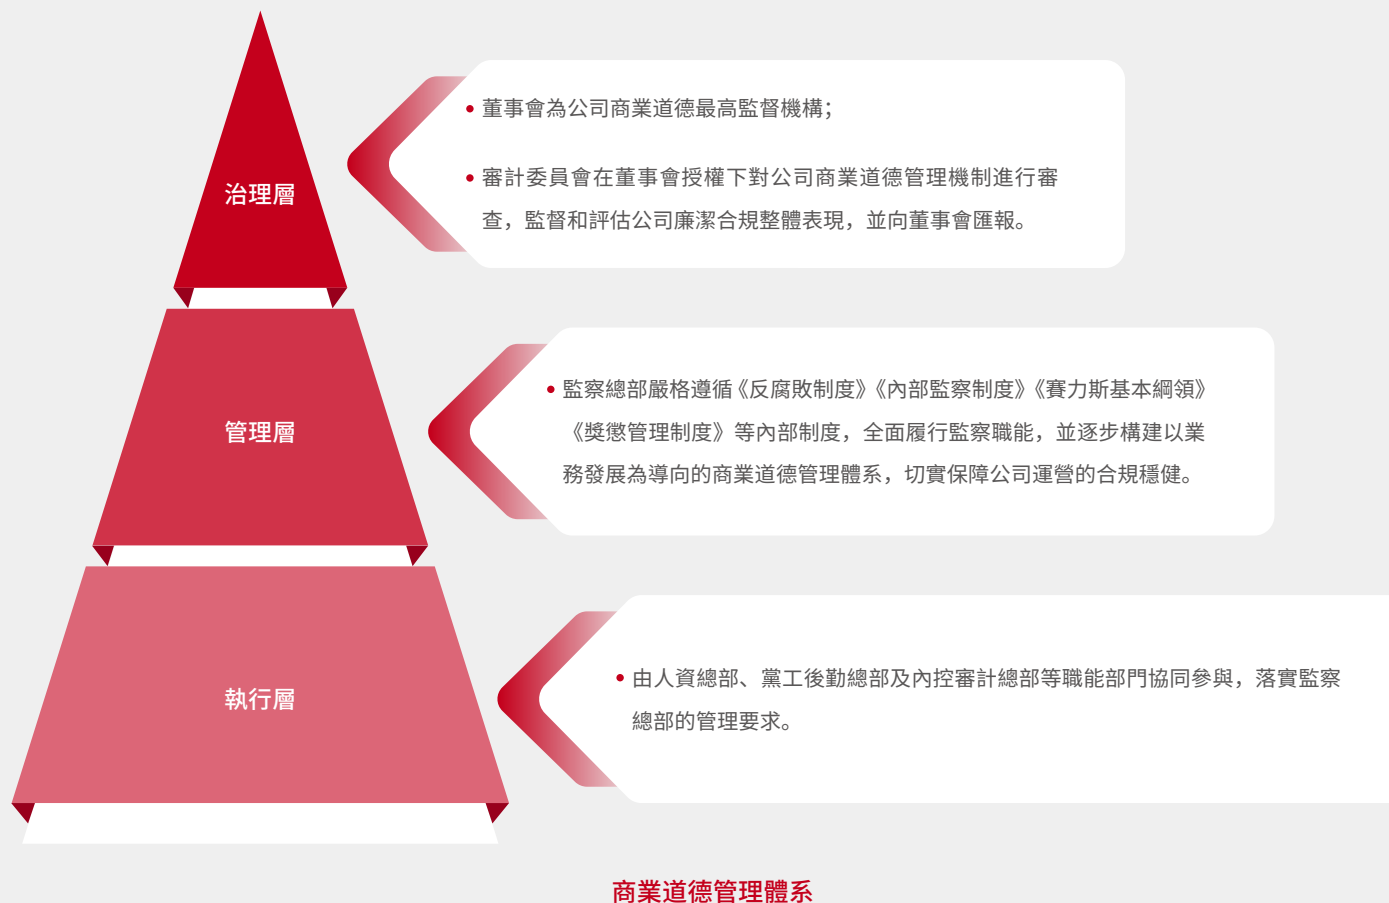 治理層
• 董事會為公司商業道德最高監督機構；
• 審計委員會在董事會授權下對公司商業道德管理機制進行審
查，監督和評估公司廉潔合規整體表現，並向董事會匯報。
管理層
• 監察總部嚴格遵循《反腐敗制度》《內部監察制度》《賽力斯基本綱領》
《獎懲管理制度》等內部制度，全面履行監察職能，並逐步構建以業
務發展為導向的商業道德管理體系，切實保障公司運營的合規穩健。
執行層
• 由人資總部、黨工後勤總部及內控審計總部等職能部門協同參與，落實監察
總部的管理要求。
商業道德管理體系